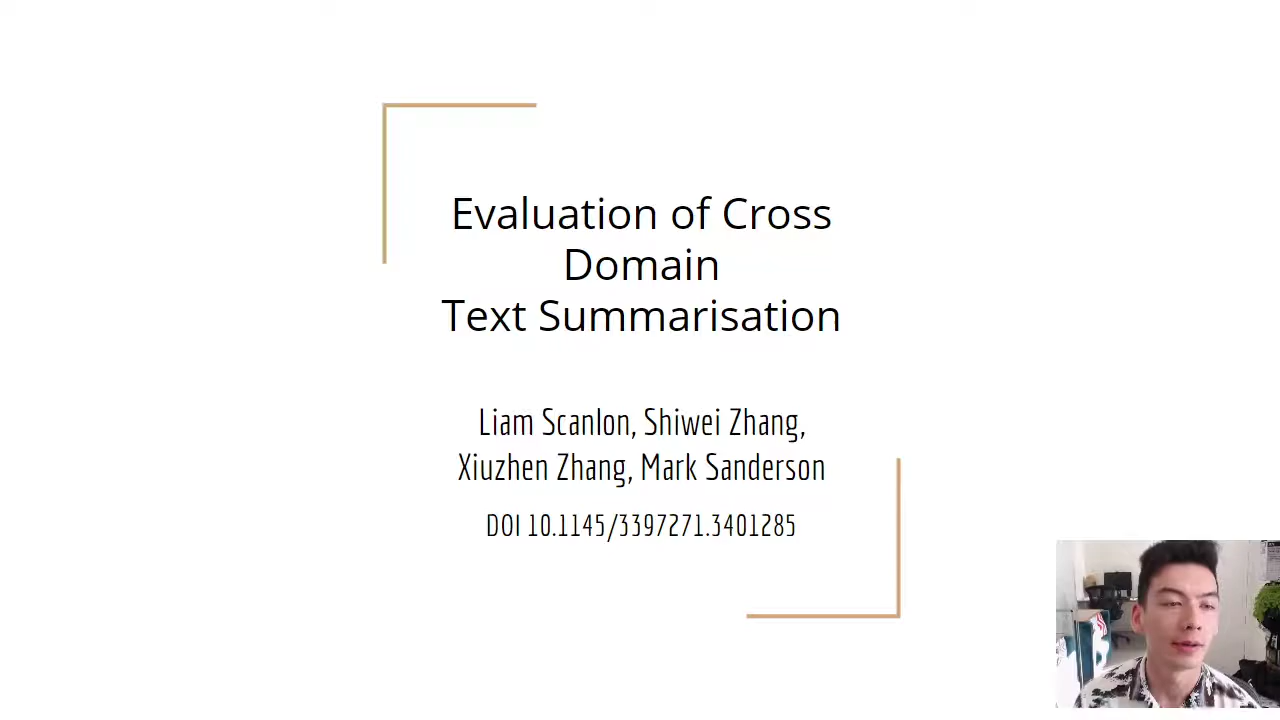 Evaluation of Cross
Domain
Text Summarisation
Liam Scanlon, Shiwei Zhang,
Xiuzhen Zhang, Mark Sanderson
DOI 10.1145/3397271.3401285